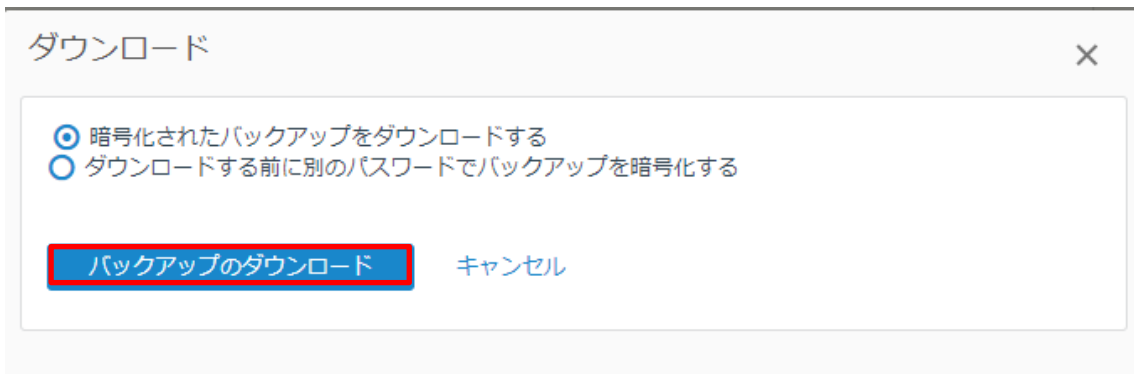 ダウンロード
暗号化されたバックアップをダウンロードする
ダウンロードする前に別のパスワードでバックアップを暗号化する
バックアップのダウンロード キャンセル